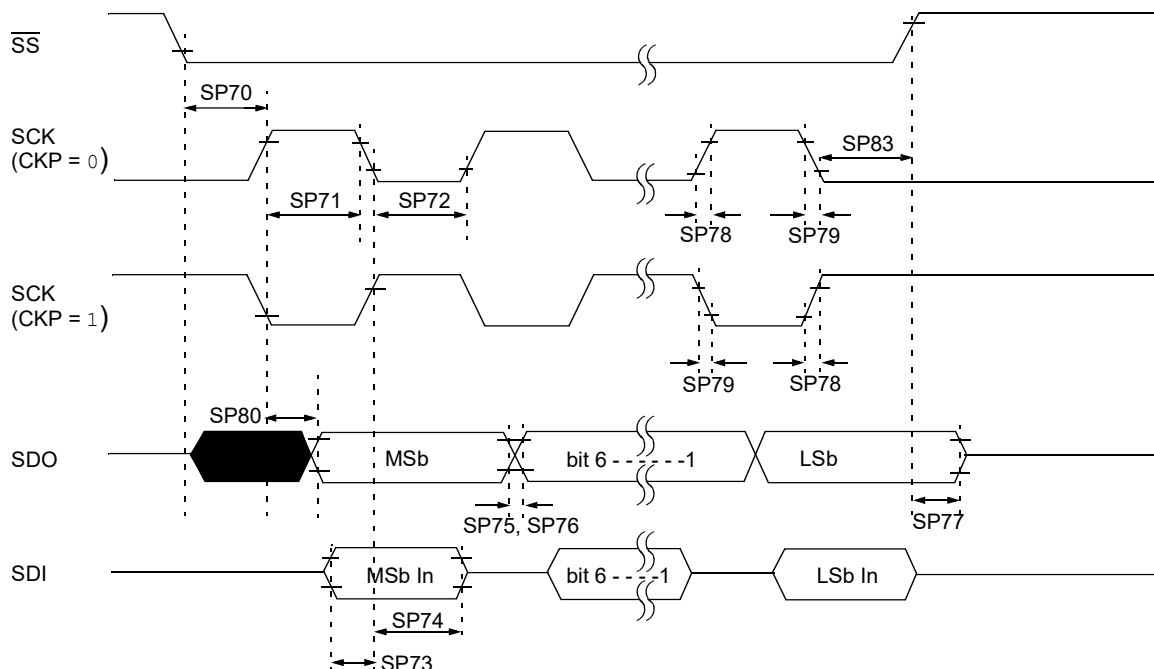 SS
SP70
SCK
(CKP = 0)
SP83
SP71
SP72
SP78
SP79
SCK
(CKP = 1)
SP79
SP78
SP80
SDO
MSb
bit 6 - - - - - -1
LSb
SP75, SP76
SP77
SDI
MSb In
bit 6 - - - -1
LSb In
SP74
SP73